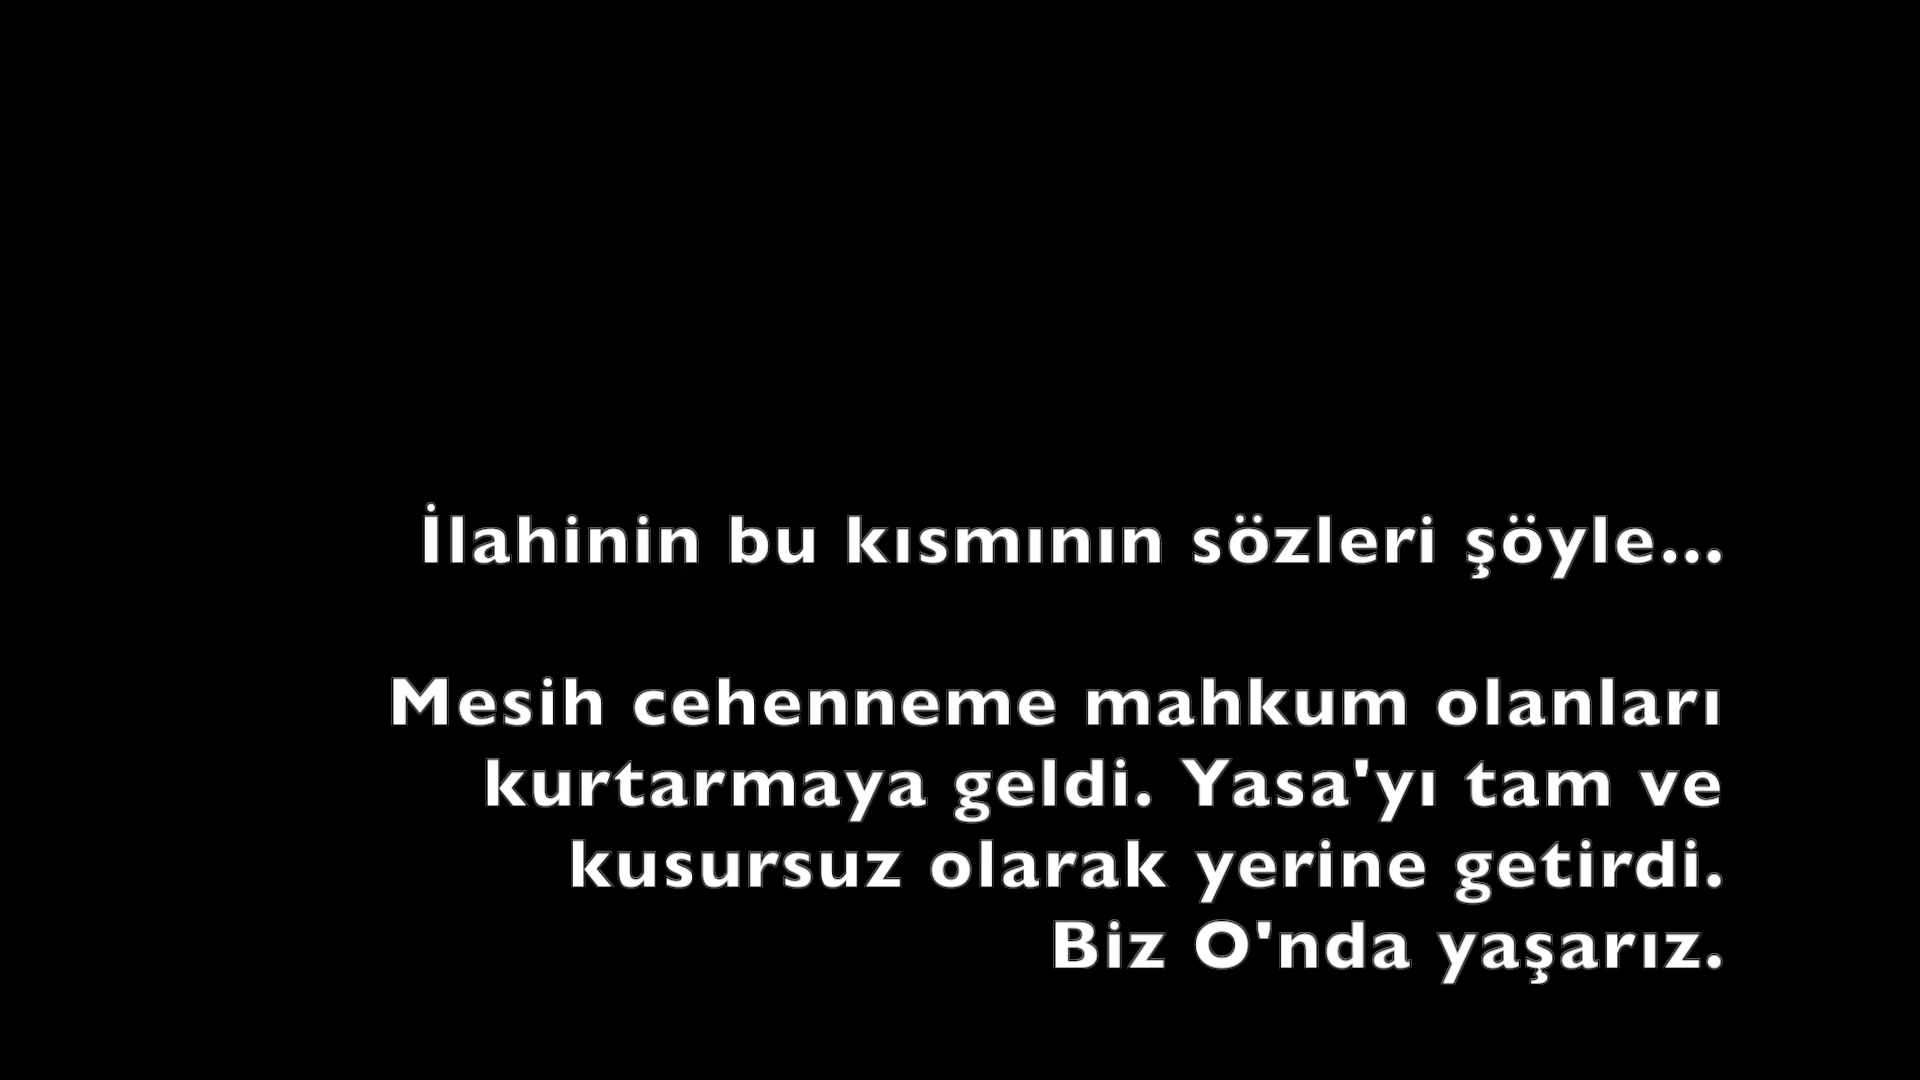 İlahinin bu kısmının sözleri şöyle...
Mesih cehenneme mahkum olanları
kurtarmaya geldi. Yasa'yı tam ve
kusursuz olarak yerine getirdi.
Biz O'nda yaşarız.